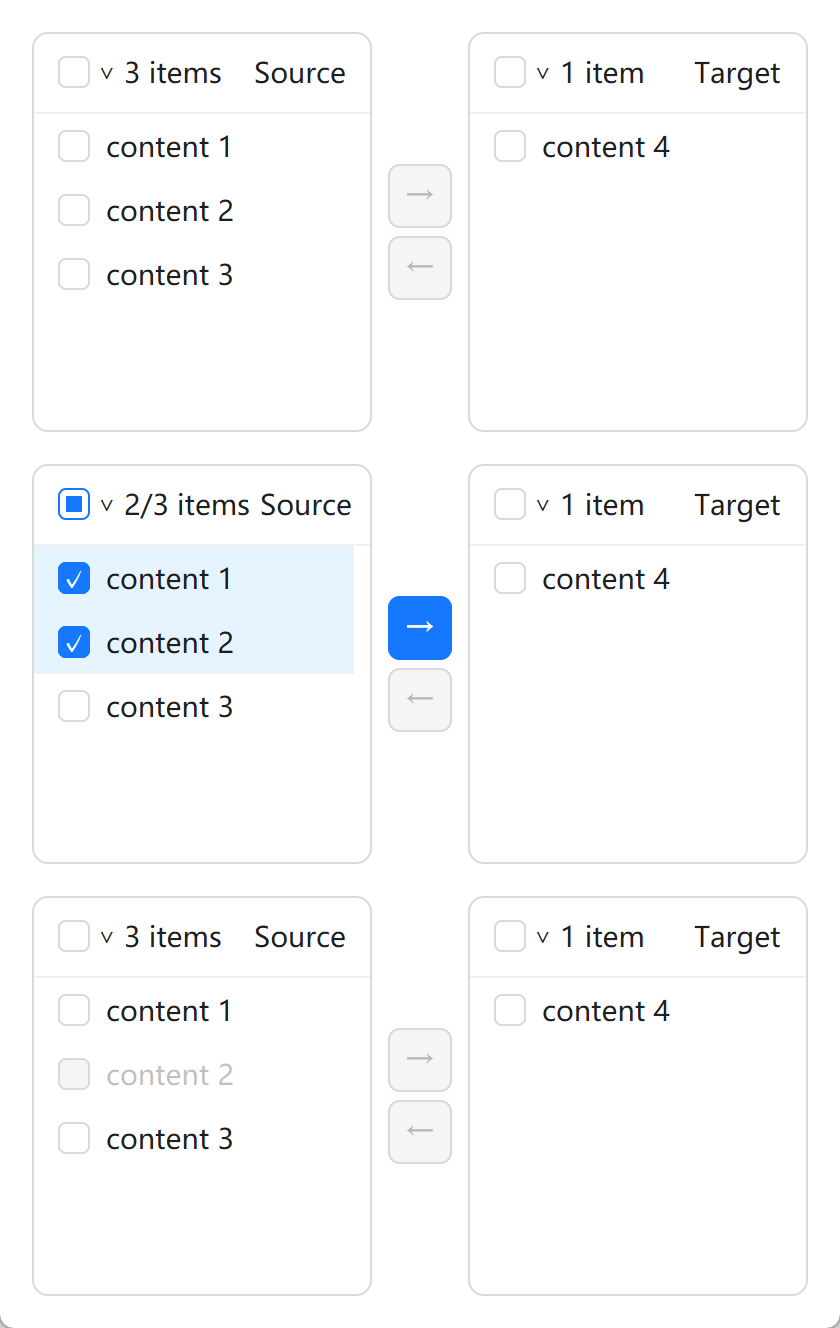 3 items Source
content 1
content 2
content 3
1 item Target
content 4
→
←
2/3 items Source
content 1
content 2
content 3
1 item Target
content 4
→
←
3 items Source
content 1
content 2
content 3
1 item Target
content 4
→
←